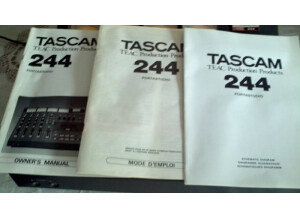 TASCAM
TEAC Production Products
244
PORTASTUDIO
OWNER'S MANUAL
TASCAM
TEAC Production Products
244
PORTASTUDIO
MODE D'EMPLOI
TASCAM
TEAC Production Products
244
PORTASTUDIO